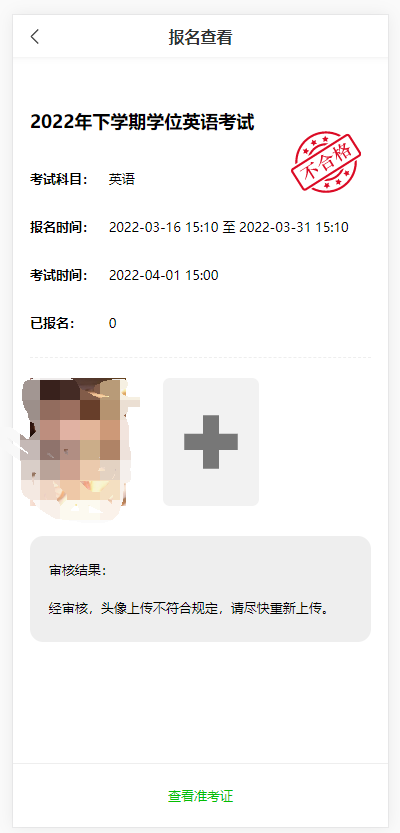 报名查看
2022年下学期学位英语考试
不合格
考试科目： 英语
报名时间： 2022-03-16 15:10 至 2022-03-31 15:10
考试时间： 2022-04-01 15:00
已报名： 0
审核结果：
经审核，头像上传不符合规定，请尽快重新上传。
查看准考证